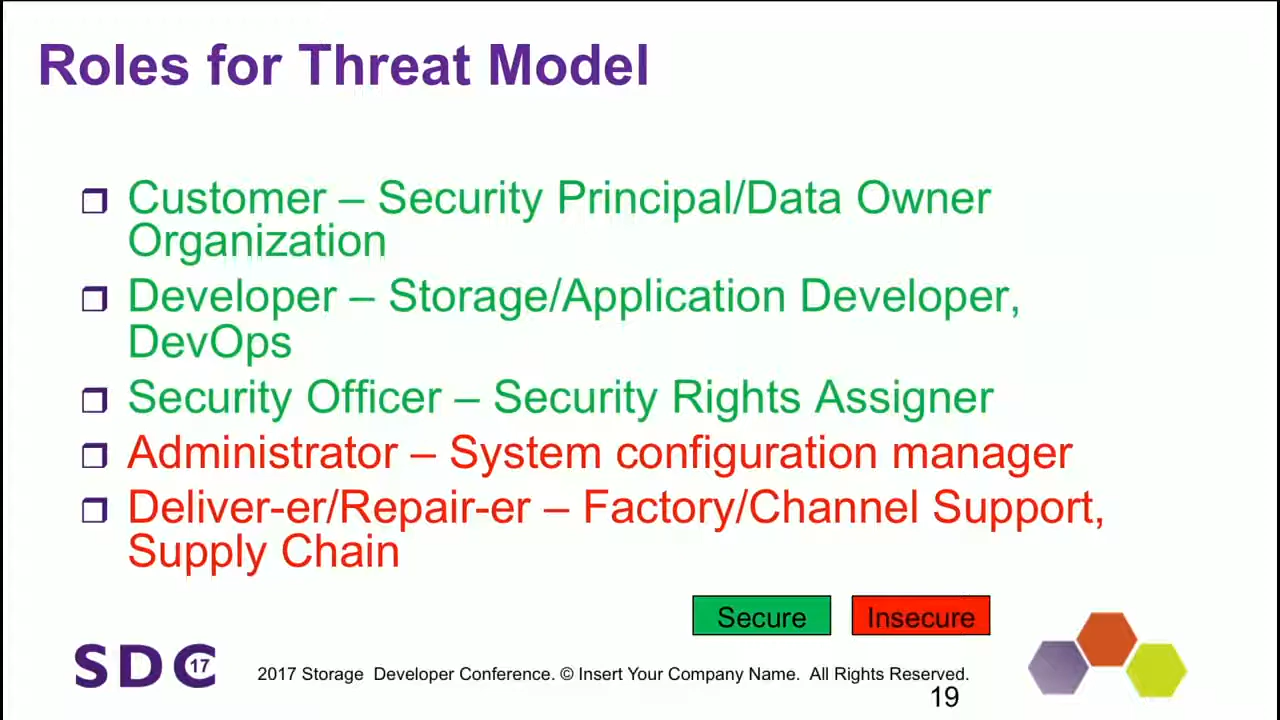 Roles for Threat Model
Customer – Security Principal/Data Owner
Organization
Developer – Storage/Application Developer,
DevOps
Security Officer – Security Rights Assigner
Administrator – System configuration manager
Deliver-er/Repair-er – Factory/Channel Support,
Supply Chain
Secure
Insecure
SDC 17
2017 Storage Developer Conference. © Insert Your Company Name. All Rights Reserved.
19